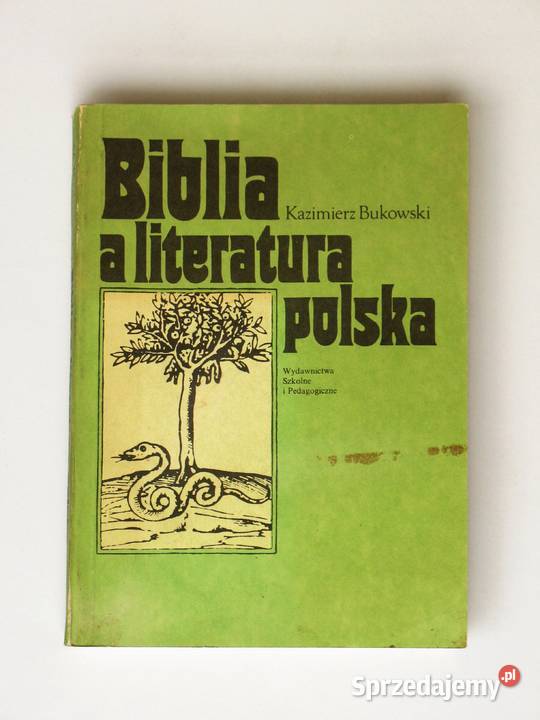 Biblia
Kazimierz Bukowski
a literatura
polska
Wydawnictwa
Szkolne
i Pedagogiczne
Sprzedajemy.pl